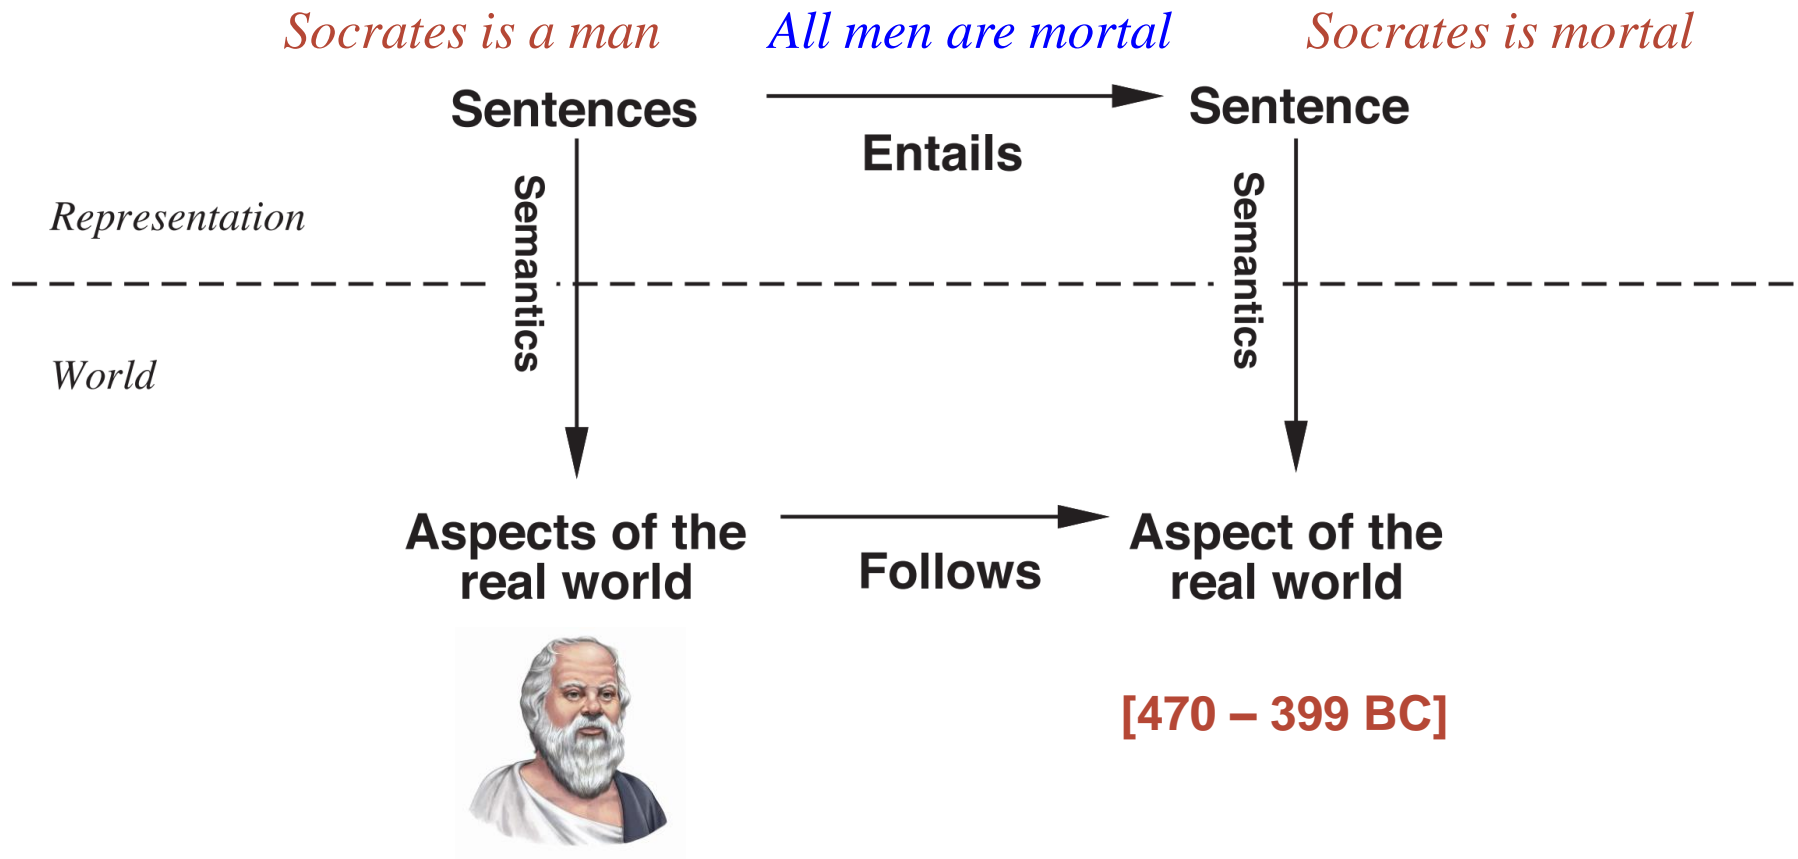 Socrates is a man
All men are mortal
Socrates is mortal
Sentences
Entails
Sentence
Semantics
Semantics
Representation
World
Aspects of the
real world
Follows
Aspect of the
real world
[470 – 399 BC]